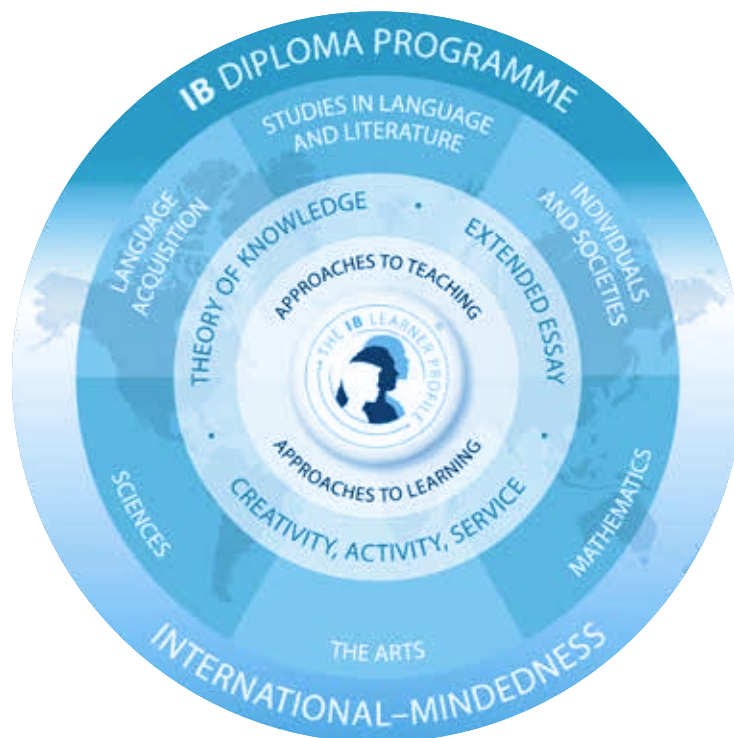 IB DIPLOMA PROGRAMME
STUDIES IN LANGUAGE
AND LITERATURE
LANGUAGE
ACQUISITION
INDIVIDUALS
AND SOCIETIES
THEORY OF KNOWLEDGE
•
EXTENDED ESSAY
APPROACHES TO TEACHING
THE IB LEARNER PROFILE
®
APPROACHES TO LEARNING
•
•
CREATIVITY, ACTIVITY, SERVICE
SCIENCES
MATHEMATICS
THE ARTS
INTERNATIONAL–MINDEDNESS